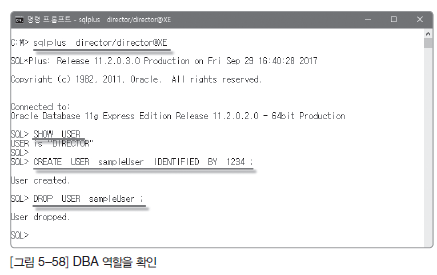 명령 프롬프트 - sqlplus director/director@XE
C:\> sqlplus director/director@XE
SQL*Plus: Release 11.2.0.3.0 Production on Fri Sep 29 16:40:28 2017
Copyright (c) 1982, 2011, Oracle. All rights reserved.
Connected to:
Oracle Database 11g Express Edition Release 11.2.0.2.0 - 64bit Production
SQL> SHOW USER
USER is "DIRECTOR"
SQL>
SQL> CREATE USER sampleUser IDENTIFIED BY 1234 ;
User created.
SQL> DROP USER sampleUser ;
User dropped.
SQL>
[그림 5-58] DBA 역할을 확인